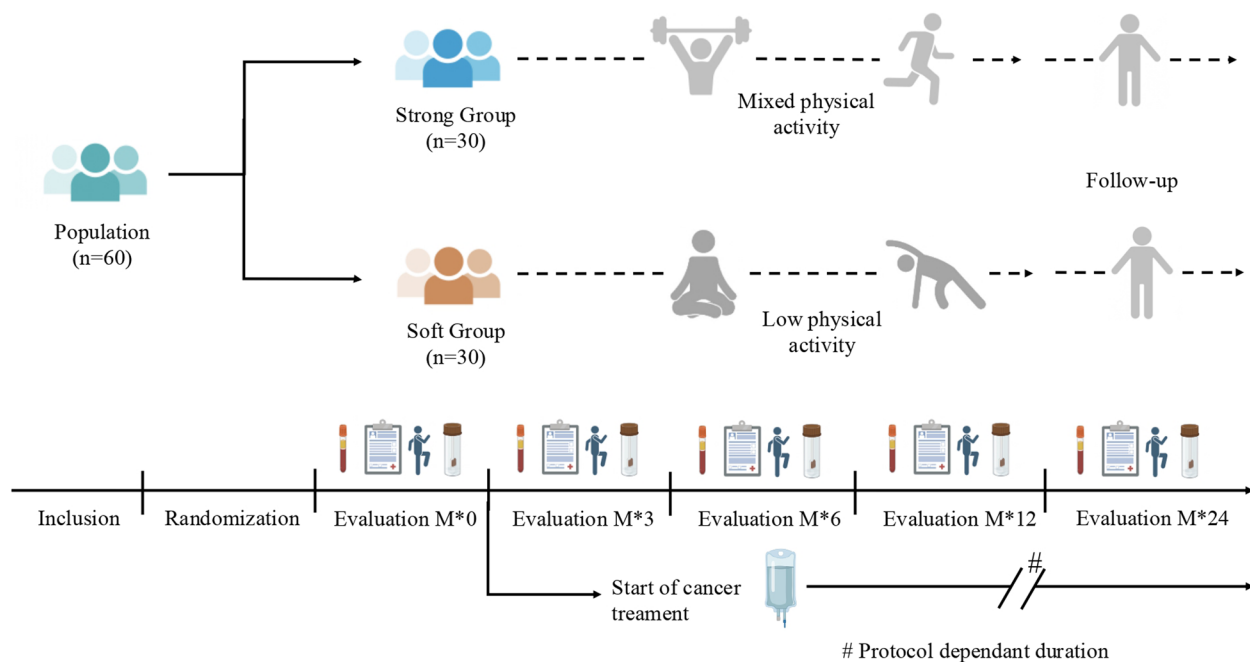 Strong Group
(n=30)
Mixed physical
activity
Population
(n=60)
Follow-up
Soft Group
(n=30)
Low physical
activity
Inclusion
Randomization
Evaluation M*0
Evaluation M*3
Evaluation M*6
Evaluation M*12
Evaluation M*24
Start of cancer
treament
#
# Protocol dependant duration